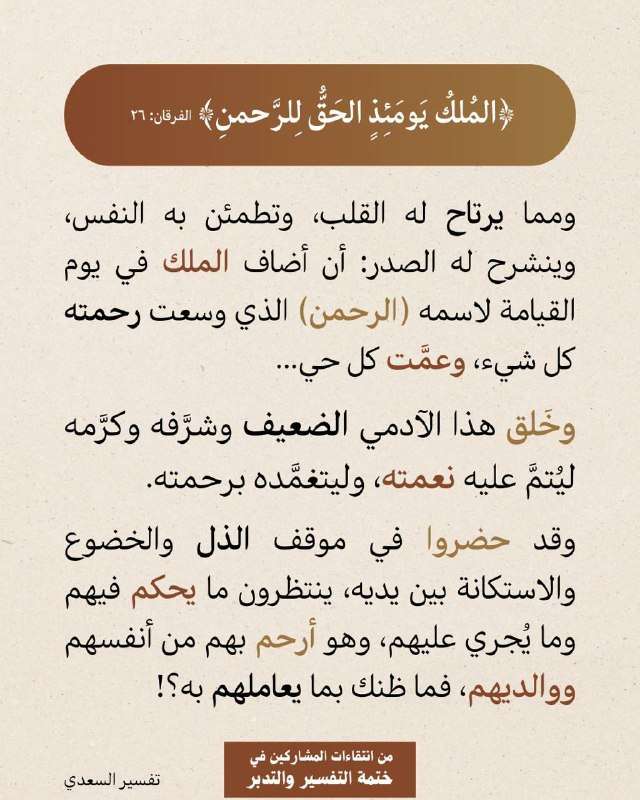 ﴿المُلكُ يَومَئِذٍ الحَقُّ لِلرَّحمنِ﴾ الفرقان: ٢٦
ومما يرتاح له القلب، وتطمئن به النفس،
وينشرح له الصدر: أن أضاف الملك في يوم
القيامة لاسمه (الرحمن) الذي وسعت رحمته
كل شيء، وعمَّت كل حي...
وخَلق هذا الآدمي الضعيف وشرَّفه وكرَّمه
ليُتمَّ عليه نعمته، وليتغمَّده برحمته.
وقد حضروا في موقف الذل والخضوع
والاستكانة بين يديه، ينتظرون ما يحكم فيهم
وما يُجري عليهم، وهو أرحم بهم من أنفسهم
ووالديهم، فما ظنك بما يعاملهم به؟!
من انتقاءات المشاركين في
ختمة التفسير والتدبر
تفسير السعدي